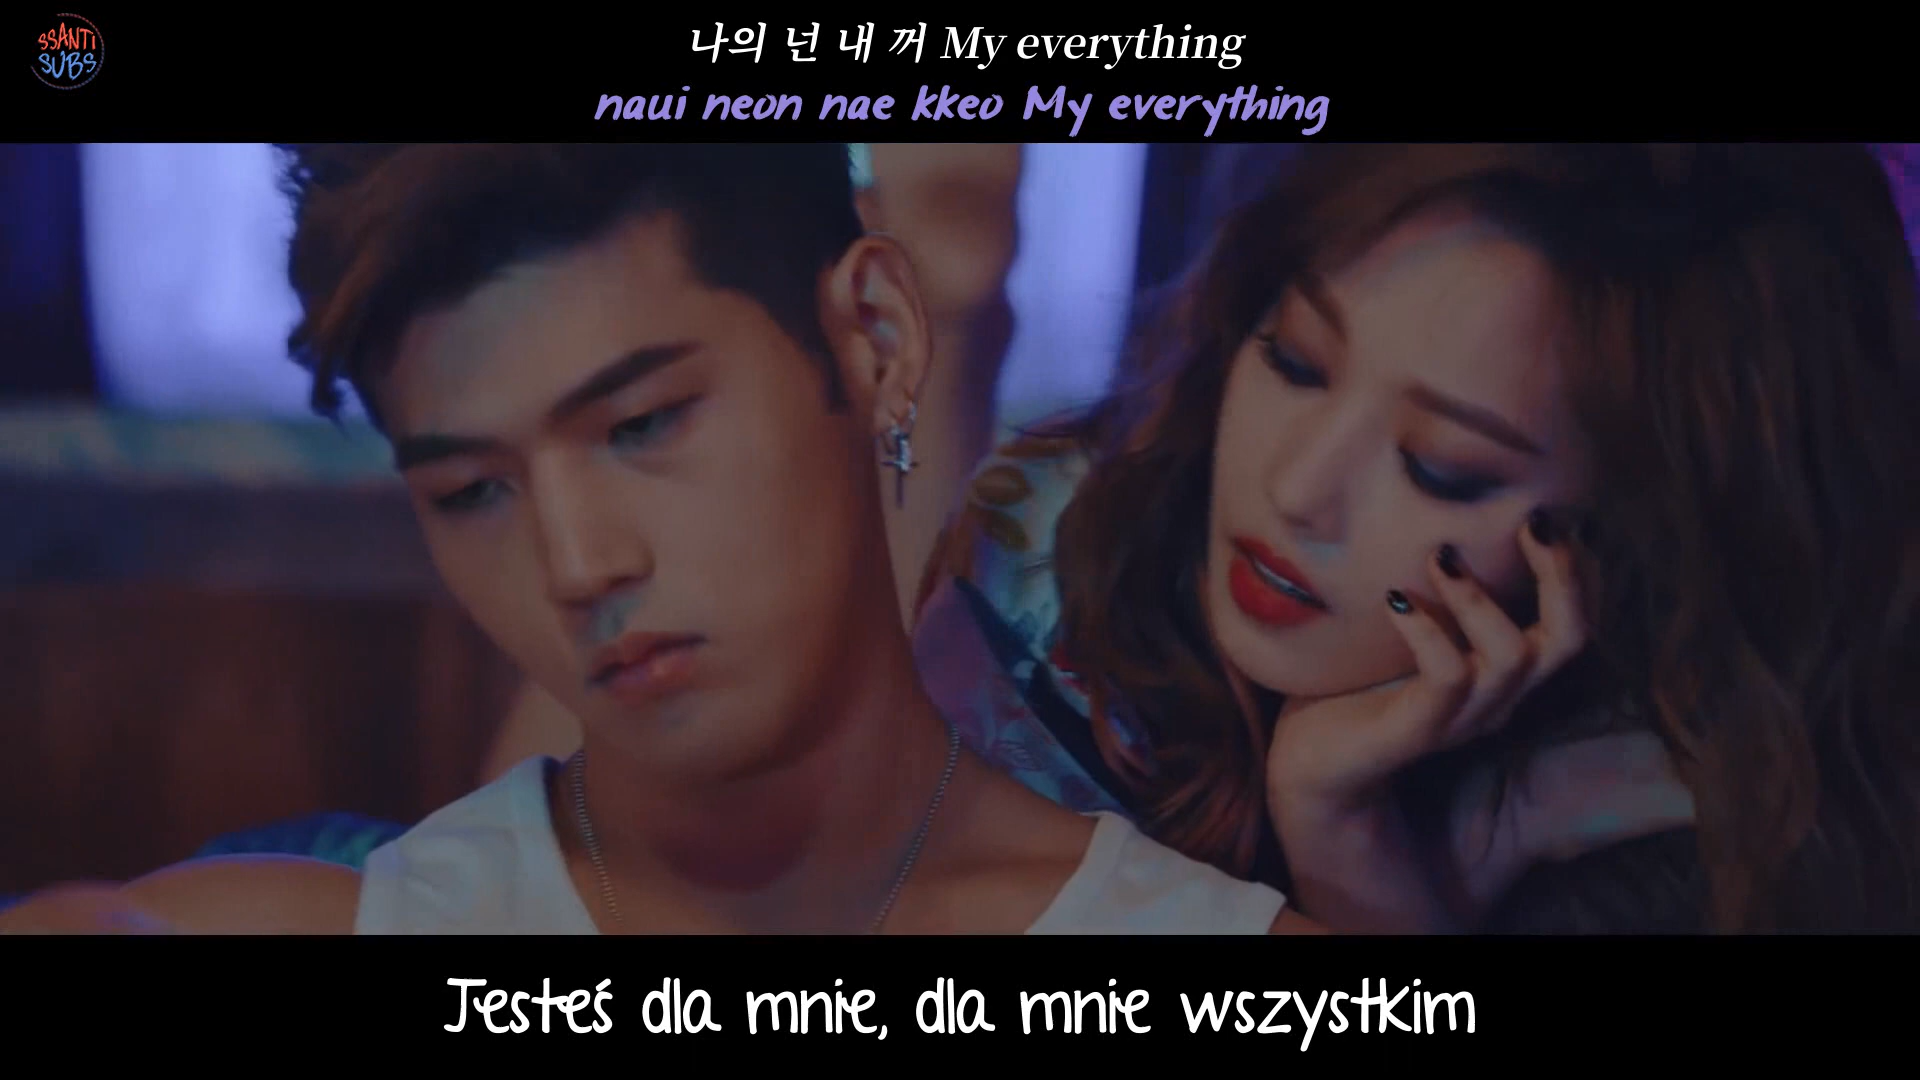 SSANTI
SUBS
나의 넌 내 꺼 My everything
naui neon nae kkeo My everything
Jesteś dla mnie, dla mnie wszystkim